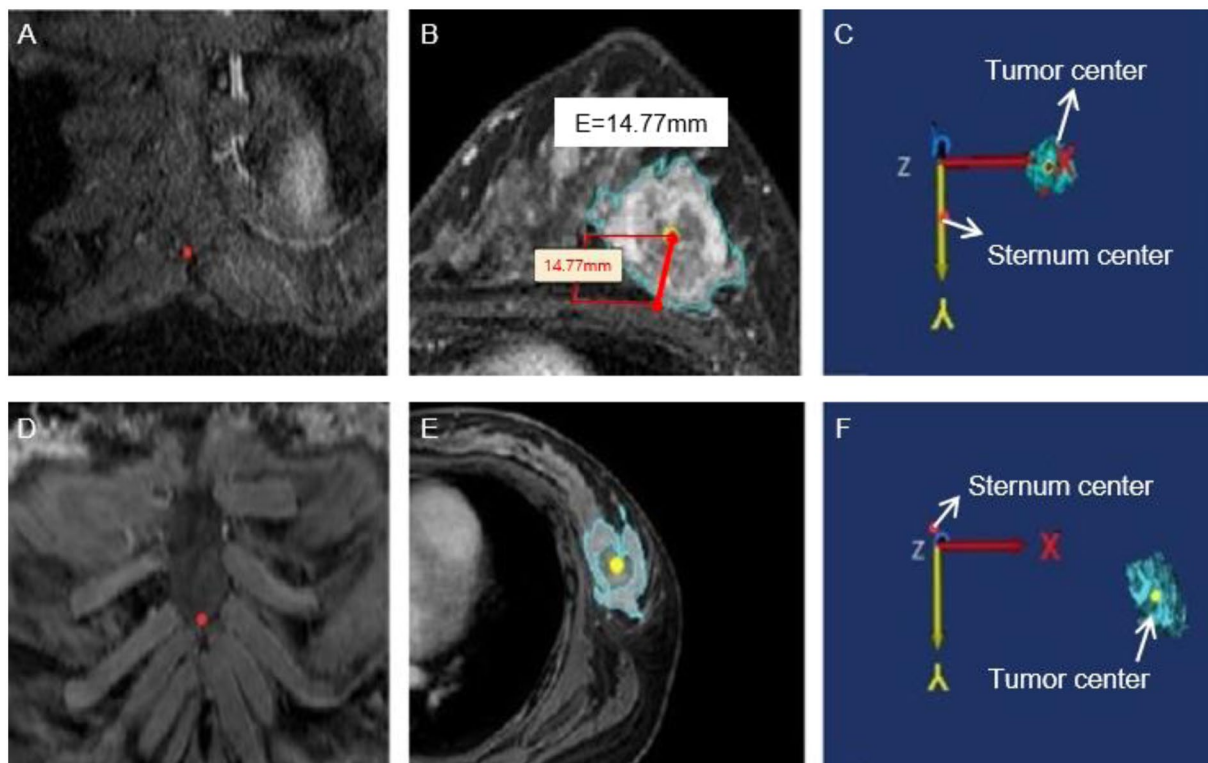 A
B
E=14.77mm
14.77mm
C
Tumor center
Z
X
Sternum center
Y
D
E
F
Sternum center
Z
X
Y
Tumor center